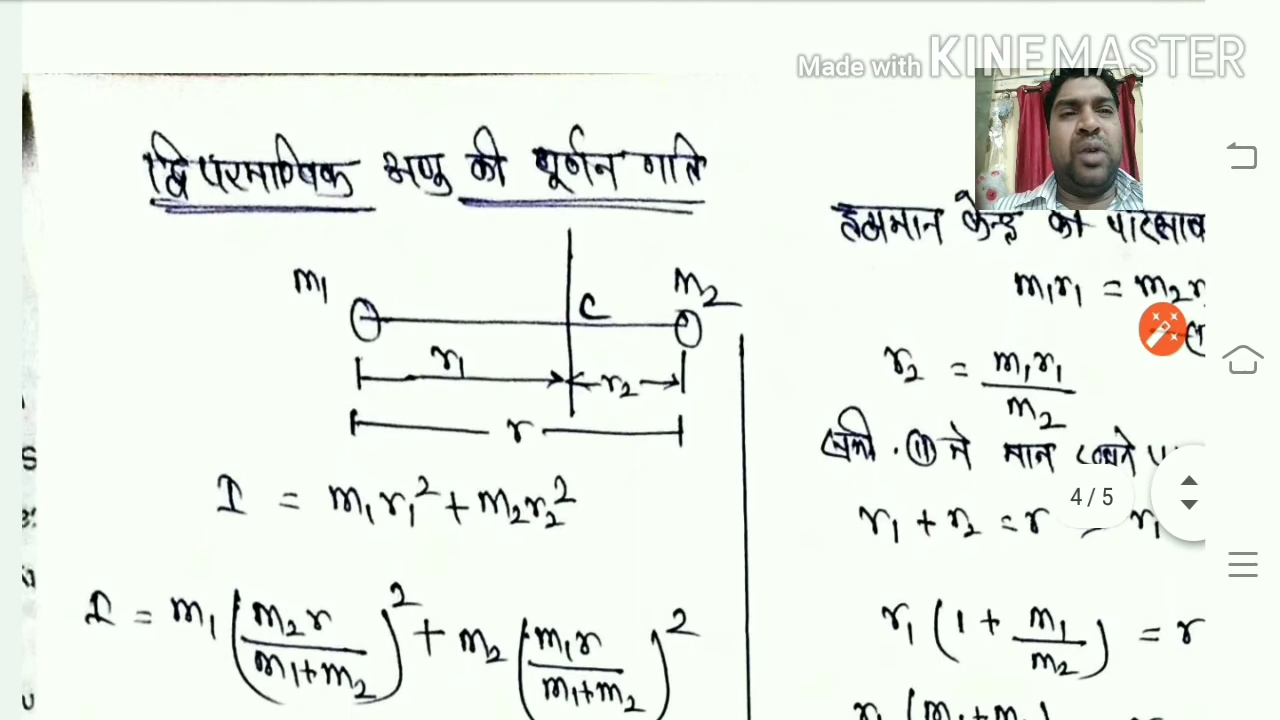 Made with KINEMASTER
द्विपरमाण्विक अणु की घूर्णन गति
m₁
m₂
C
r₁
r₂
r
I = m₁r₁² + m₂r₂²
I = m₁(m₂r/(m₁+m₂))² + m₂(m₁r/(m₁+m₂))²
द्रव्यमान केन्द्र की
m₁r₁ = m₂r
r₂ = m₁r₁/m₂
समी. ⑪ में मान रखने प
4/5
r₁ + r₂ = r
r₁(1 + m₁/m₂) = r